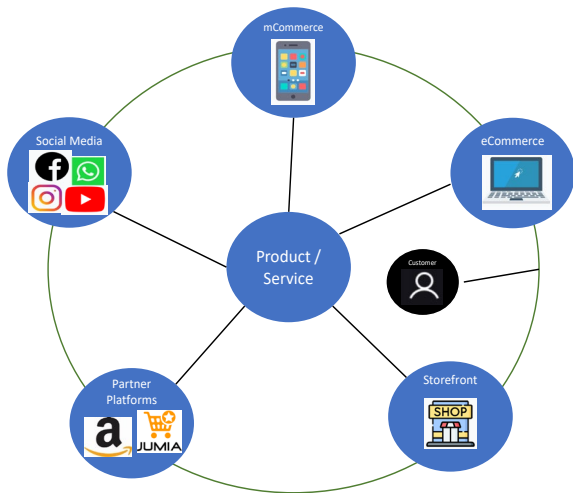 mCommerce
Social Media
eCommerce
Product /
Service
Customer
Partner
Platforms
a
JUMIA
Storefront
SHOP